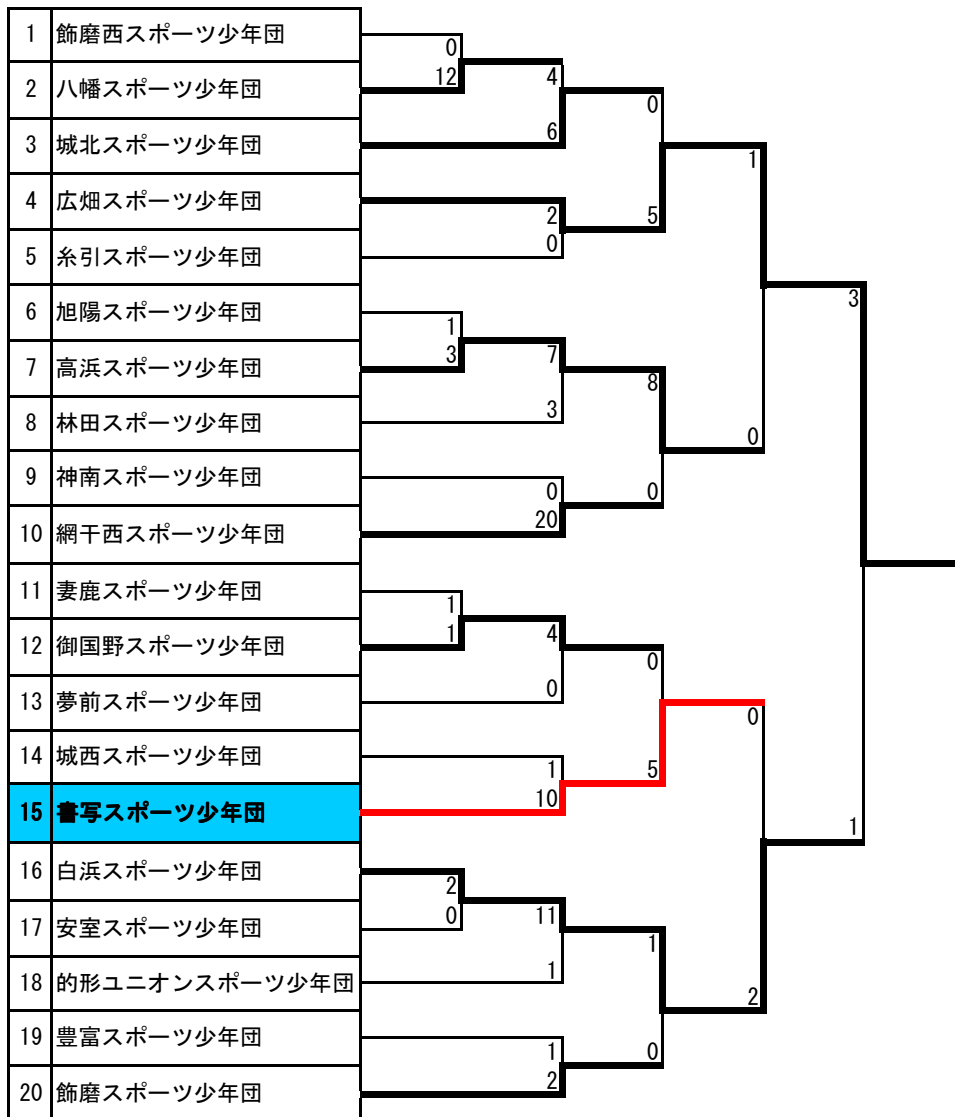 1 飾磨西スポーツ少年団
0
12
4
2 八幡スポーツ少年団
0
6
3 城北スポーツ少年団
1
4 広畑スポーツ少年団
2
5
0
5 糸引スポーツ少年団
6 旭陽スポーツ少年団
3
1
3
7
7 高浜スポーツ少年団
8
8 林田スポーツ少年団
3
0
9 神南スポーツ少年団
0
0
20
10 網干西スポーツ少年団
11 妻鹿スポーツ少年団
1
1
4
12 御国野スポーツ少年団
0
13 夢前スポーツ少年団
0
0
14 城西スポーツ少年団
1
5
10
15 書写スポーツ少年団
1
16 白浜スポーツ少年団
2
0
11
17 安室スポーツ少年団
1
18 的形ユニオンスポーツ少年団
1
2
19 豊富スポーツ少年団
1
0
2
20 飾磨スポーツ少年団